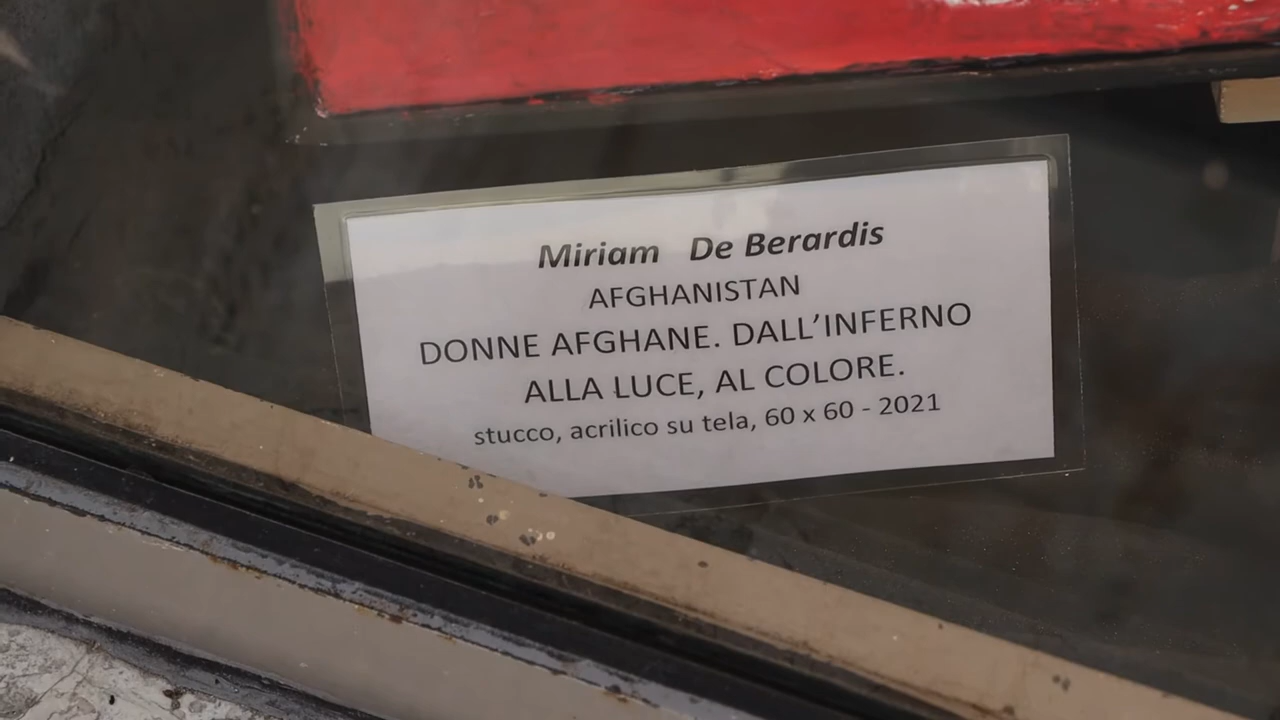 Miriam De Berardis
AFGHANISTAN
DONNE AFGHANE. DALL’INFERNO
ALLA LUCE, AL COLORE.
stucco, acrilico su tela, 60 x 60 - 2021